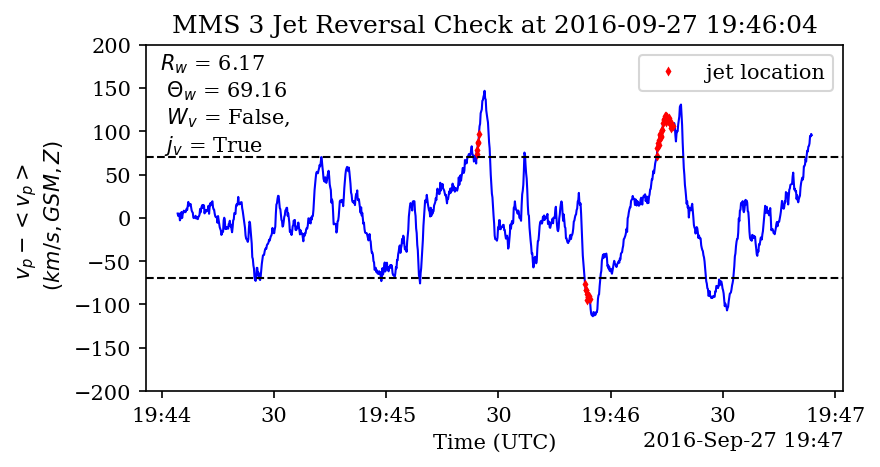 MMS 3 Jet Reversal Check at 2016-09-27 19:46:04
R_w = 6.17
Θ_w = 69.16
W_v = False,
j_v = True
jet location
v_p − <v_p>
(km/s, GSM, Z)
200
150
100
50
0
−50
−100
−150
−200
19:44 30 19:45 30 19:46 30 19:47
Time (UTC) 2016-Sep-27 19:47